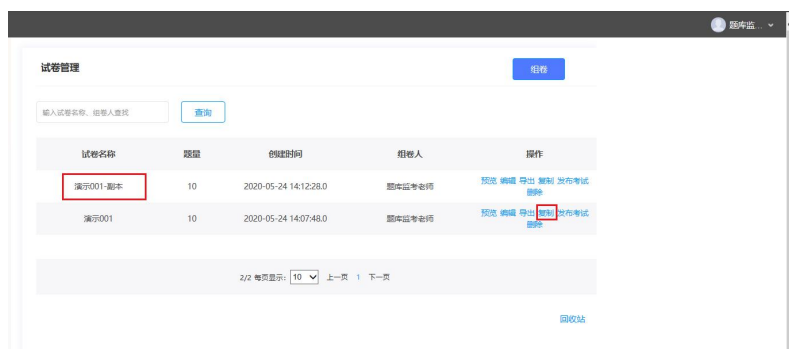 题库监...
试卷管理
组卷
输入试卷名称、组卷人查找
查询
试卷名称 题量 创建时间 组卷人 操作
演示001-副本 10 2020-05-24 14:12:28.0 题库监考老师 预览 编辑 导出 复制 发布考试
删除
演示001 10 2020-05-24 14:07:48.0 题库监考老师 预览 编辑 导出 复制 发布考试
删除
2/2 每页显示: 10 上一页 1 下一页
回收站